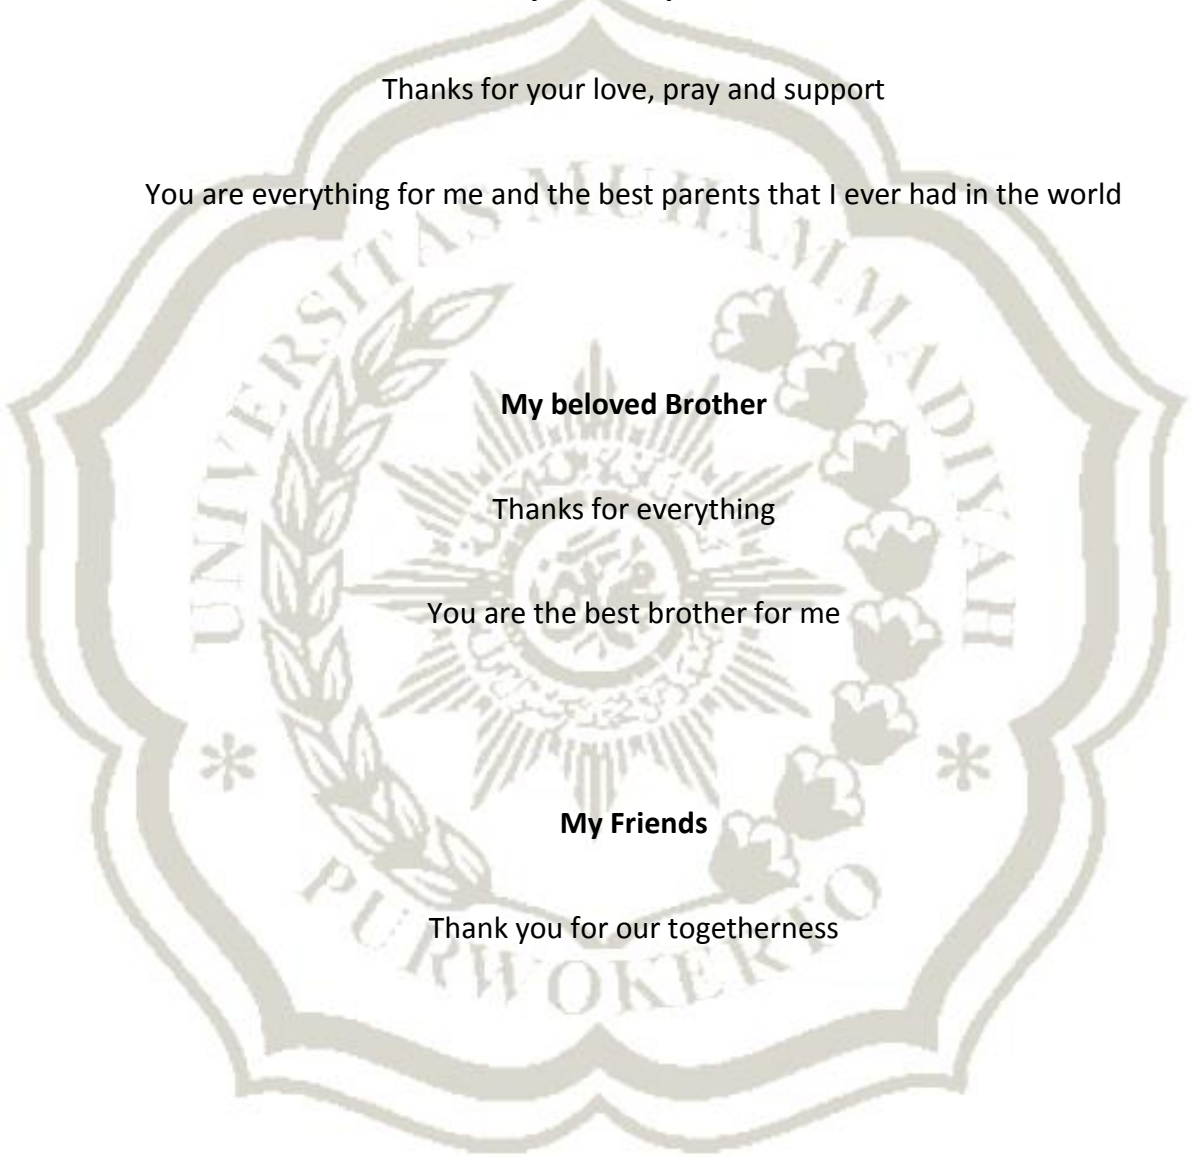 Thanks for your love, pray and support
You are everything for me and the best parents that I ever had in the world
My beloved Brother
Thanks for everything
You are the best brother for me
My Friends
Thank you for our togetherness
UNIVERSITAS MUHAMMADIYAH
PURWOKERTO